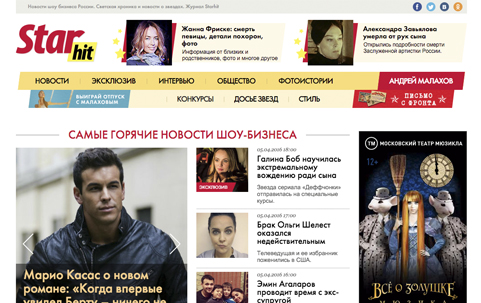 Новости шоу бизнеса России. Светская хроника и новости о звездах. Журнал StarHit
Star
hit
Жанна Фриске: смерть
певицы, детали похорон,
фото
Информация от близких и
родственников, фото и многое другое
Александра Завьялова
умерла от рук сына
Открылись подробности смерти
Заслуженной артистки России.
НОВОСТИ
ЭКСКЛЮЗИВ
ИНТЕРВЬЮ
ОБЩЕСТВО
ФОТОИСТОРИИ
АНДРЕЙ МАЛАХОВ
ВЫИГРАЙ ОТПУСК
С МАЛАХОВЫМ
КОНКУРСЫ
ДОСЬЕ ЗВЕЗД
СТИЛЬ
ПИСЬМО
С ФРОНТА
САМЫЕ ГОРЯЧИЕ НОВОСТИ ШОУ-БИЗНЕСА
Марио Касас о новом
романе: «Когда впервые
увидел Берту – ничего не
ЭКСКЛЮЗИВ
05.04.2016 18:00
Галина Боб научилась
экстремальному
вождению ради сына
Звезда сериала «Деффчонки»
отправилась на специальные
курсы.
05.04.2016 17:00
Брак Ольги Шелест
оказался
недействительным
Телеведущая и ее избранник
поженились в США.
05.04.2016 16:00
Эмин Агаларов
проводит время с экс-
супругой
МОСКОВСКИЙ ТЕАТР МЮЗИКЛА
12+
ВСЁ О ЗОЛУШКЕ